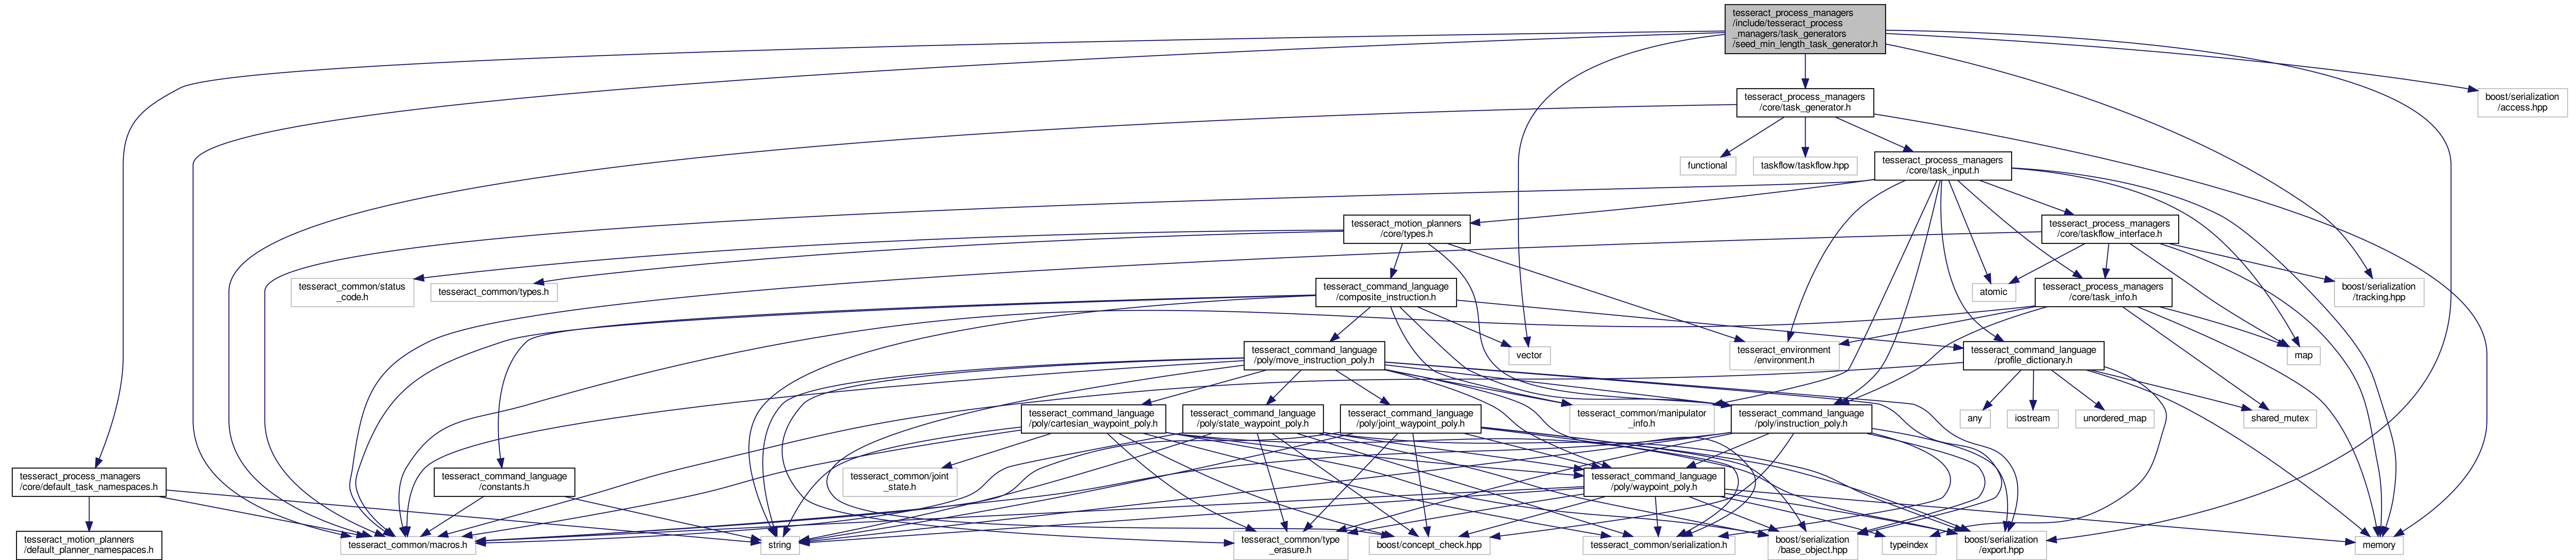 tesseract_process_managers
/include/tesseract_process
_managers/task_generators
/seed_min_length_task_generator.h
tesseract_process_managers
/core/task_generator.h
boost/serialization
/access.hpp
functional
taskflow/taskflow.hpp
tesseract_process_managers
/core/task_input.h
tesseract_motion_planners
/core/types.h
tesseract_process_managers
/core/taskflow_interface.h
tesseract_common/status
_code.h
tesseract_common/types.h
tesseract_command_language
/composite_instruction.h
atomic
tesseract_process_managers
/core/task_info.h
boost/serialization
/tracking.hpp
tesseract_command_language
/poly/move_instruction_poly.h
vector
tesseract_environment
/environment.h
tesseract_command_language
/profile_dictionary.h
map
tesseract_command_language
/poly/cartesian_waypoint_poly.h
tesseract_command_language
/poly/state_waypoint_poly.h
tesseract_command_language
/poly/joint_waypoint_poly.h
tesseract_common/manipulator
_info.h
tesseract_command_language
/poly/instruction_poly.h
any
iostream
unordered_map
shared_mutex
tesseract_process_managers
/core/default_task_namespaces.h
tesseract_command_language
/constants.h
tesseract_common/joint
_state.h
tesseract_command_language
/poly/waypoint_poly.h
tesseract_motion_planners
/default_planner_namespaces.h
tesseract_common/macros.h
string
tesseract_common/type
_erasure.h
boost/concept_check.hpp
tesseract_common/serialization.h
boost/serialization
/base_object.hpp
typeindex
boost/serialization
/export.hpp
memory